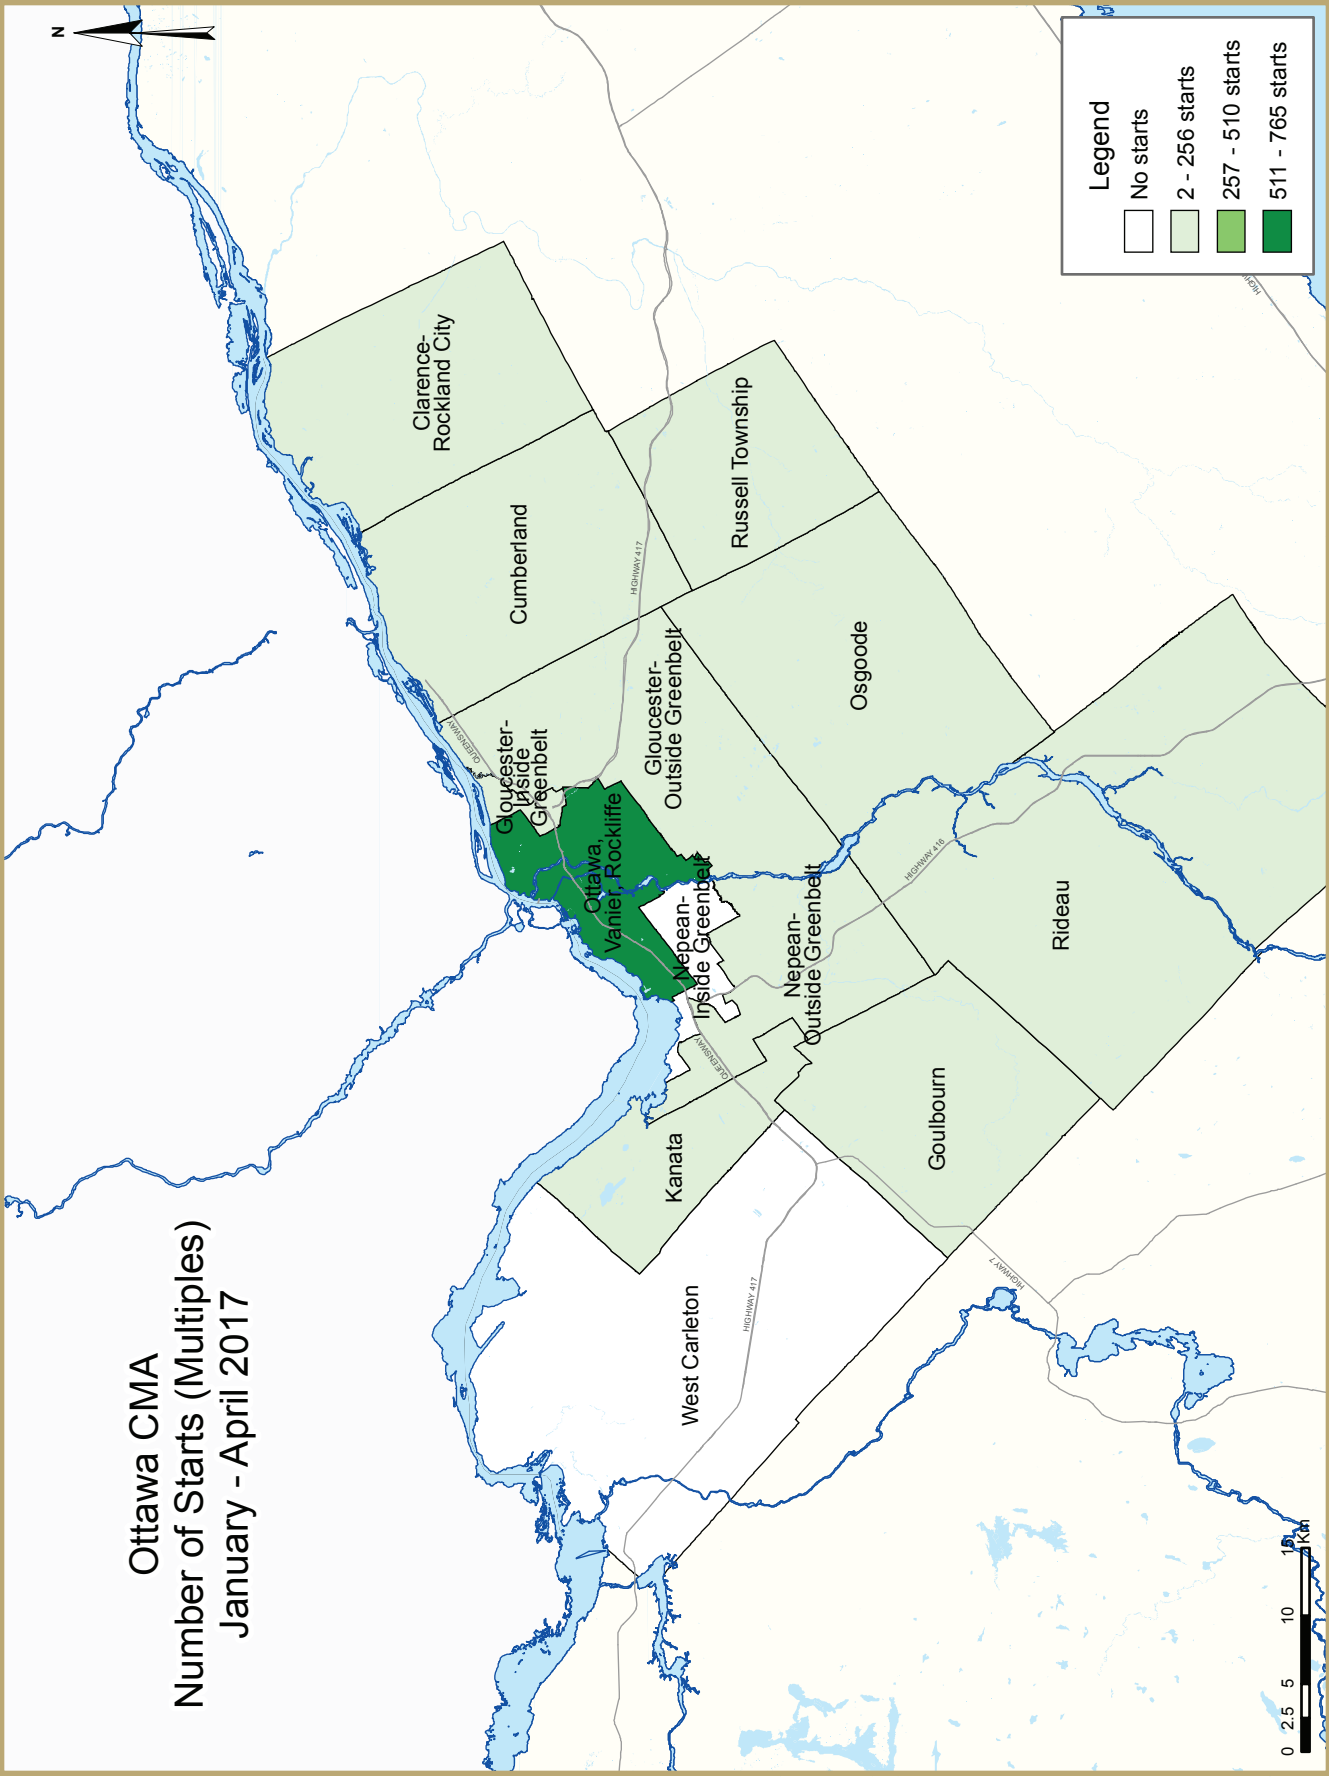 Ottawa CMA
Number of Starts (Multiples)
January - April 2017
N
Legend
No starts
2 - 256 starts
257 - 510 starts
511 - 765 starts
Clarence-
Rockland City
Cumberland
Russell Township
HIGHWAY 417
Osgoode
Gloucester-
Outside Greenbelt
Gloucester-
Inside
Greenbelt
QUEENSWAY
Ottawa,
Vanier, Rockliffe
Nepean-
Inside Greenbelt
Nepean-
Outside Greenbelt
HIGHWAY 416
Rideau
QUEENSWAY
Kanata
Goulbourn
West Carleton
HIGHWAY 417
HIGHWAY 7
0 2.5 5 10 15
Km